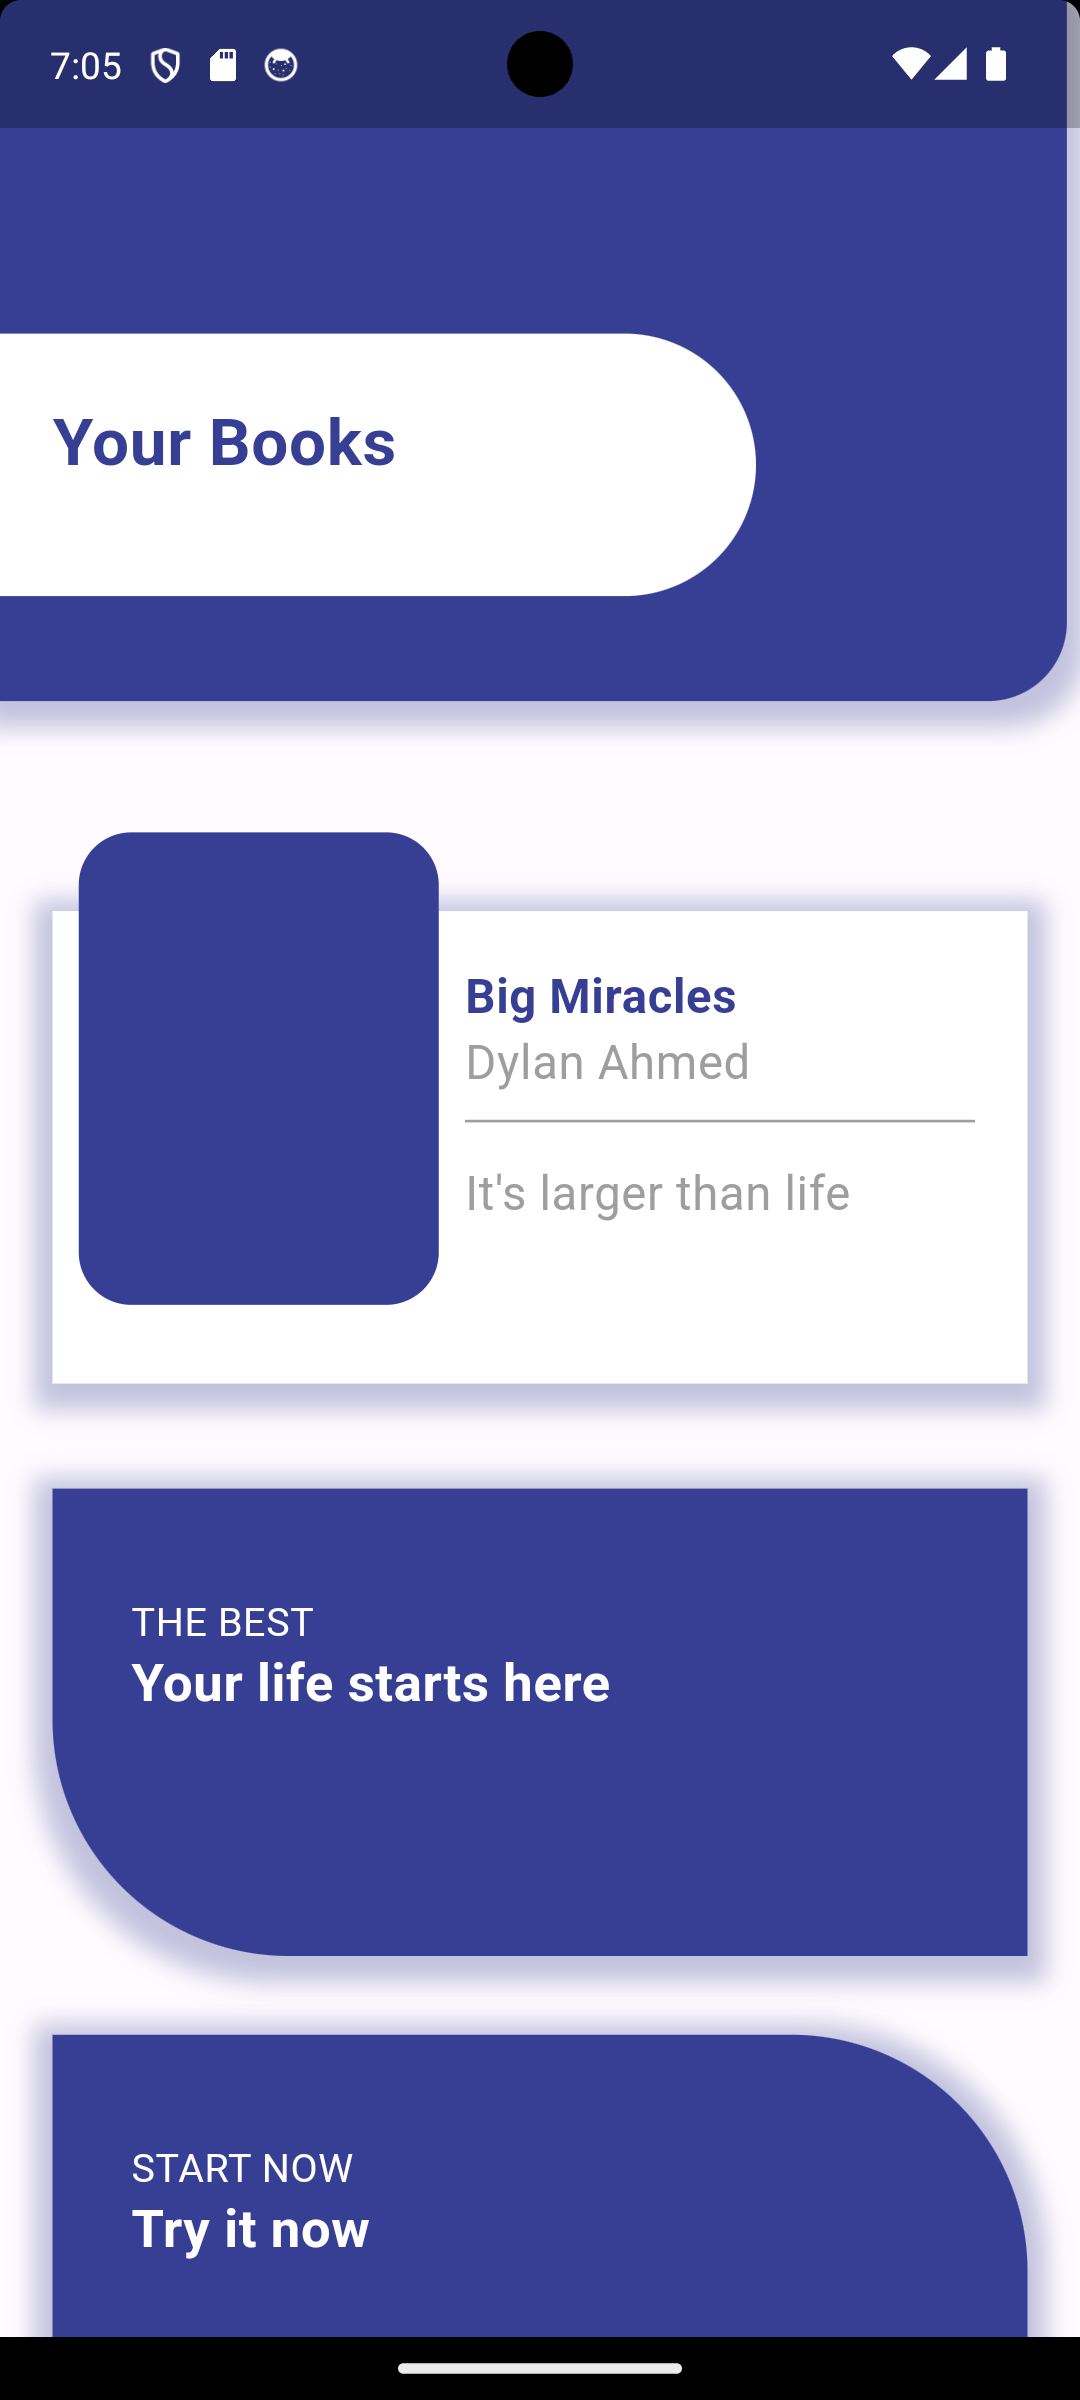 7:05
Your Books
Big Miracles
Dylan Ahmed
It's larger than life
THE BEST
Your life starts here
START NOW
Try it now